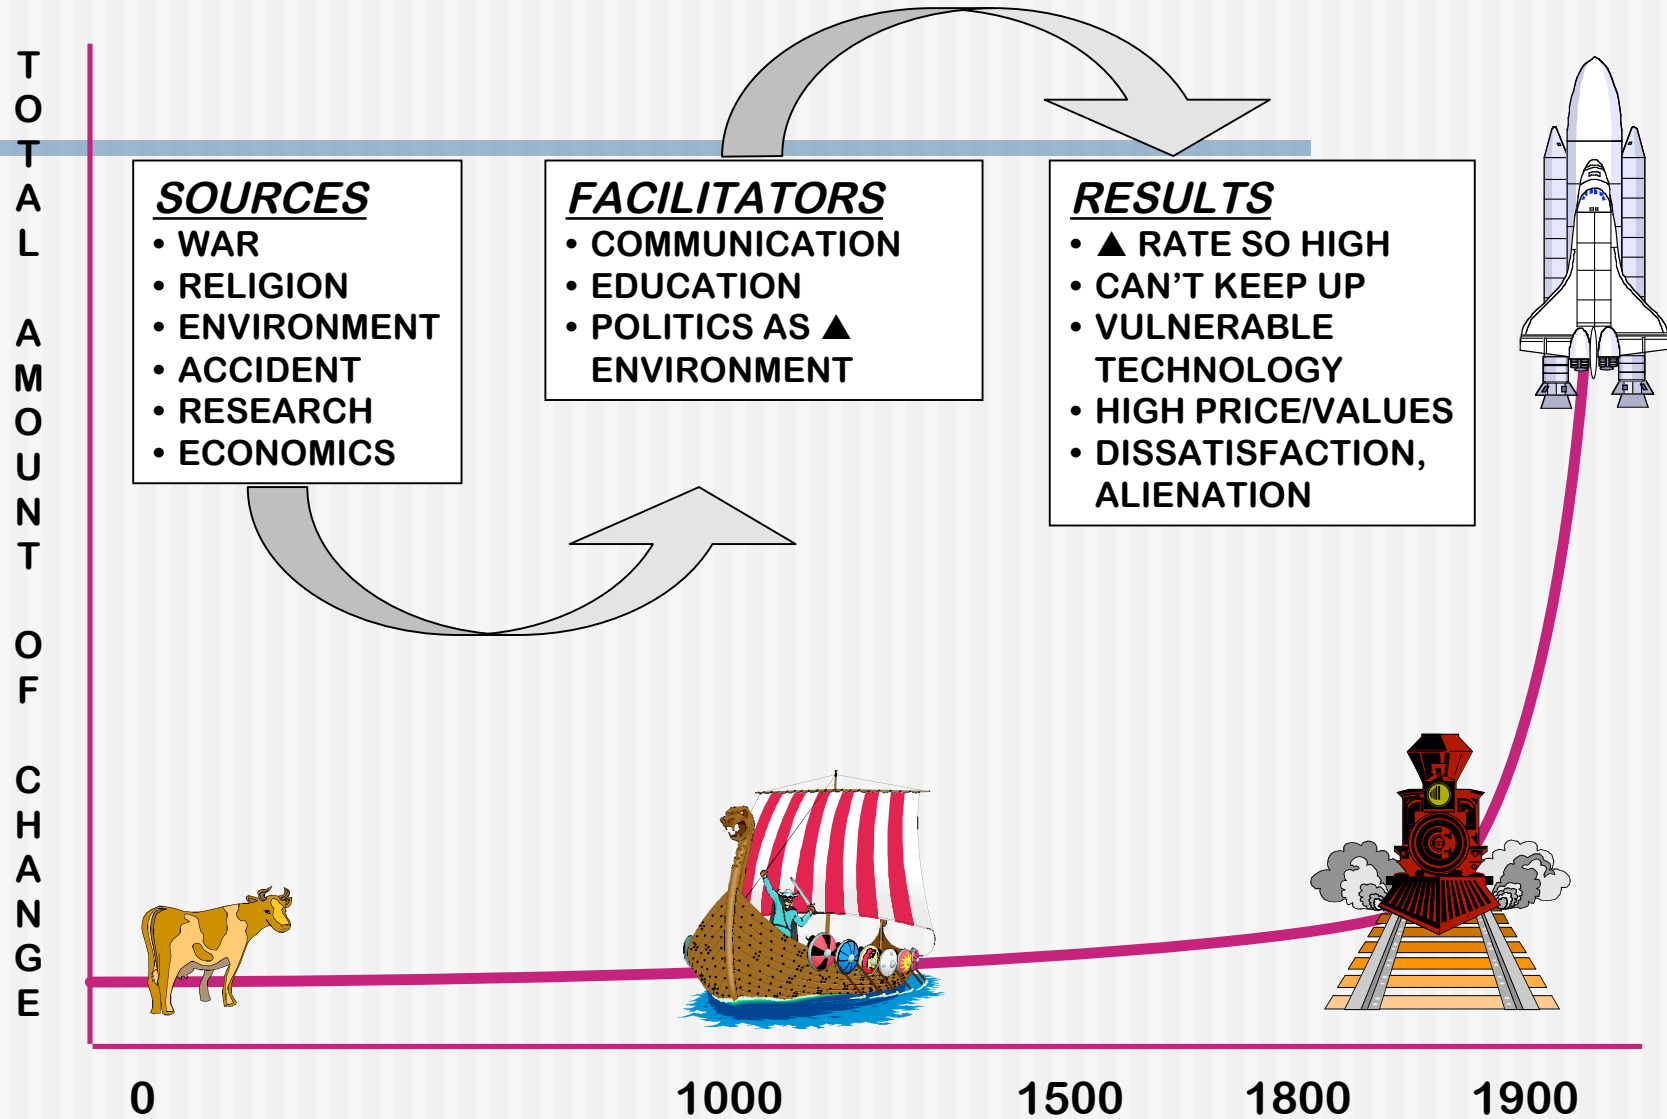 TOTAL AMOUNT OF CHANGE
SOURCES
• WAR
• RELIGION
• ENVIRONMENT
• ACCIDENT
• RESEARCH
• ECONOMICS
FACILITATORS
• COMMUNICATION
• EDUCATION
• POLITICS AS ▲
ENVIRONMENT
RESULTS
• ▲ RATE SO HIGH
• CAN'T KEEP UP
• VULNERABLE
TECHNOLOGY
• HIGH PRICE/VALUES
• DISSATISFACTION,
ALIENATION
0 1000 1500 1800 1900